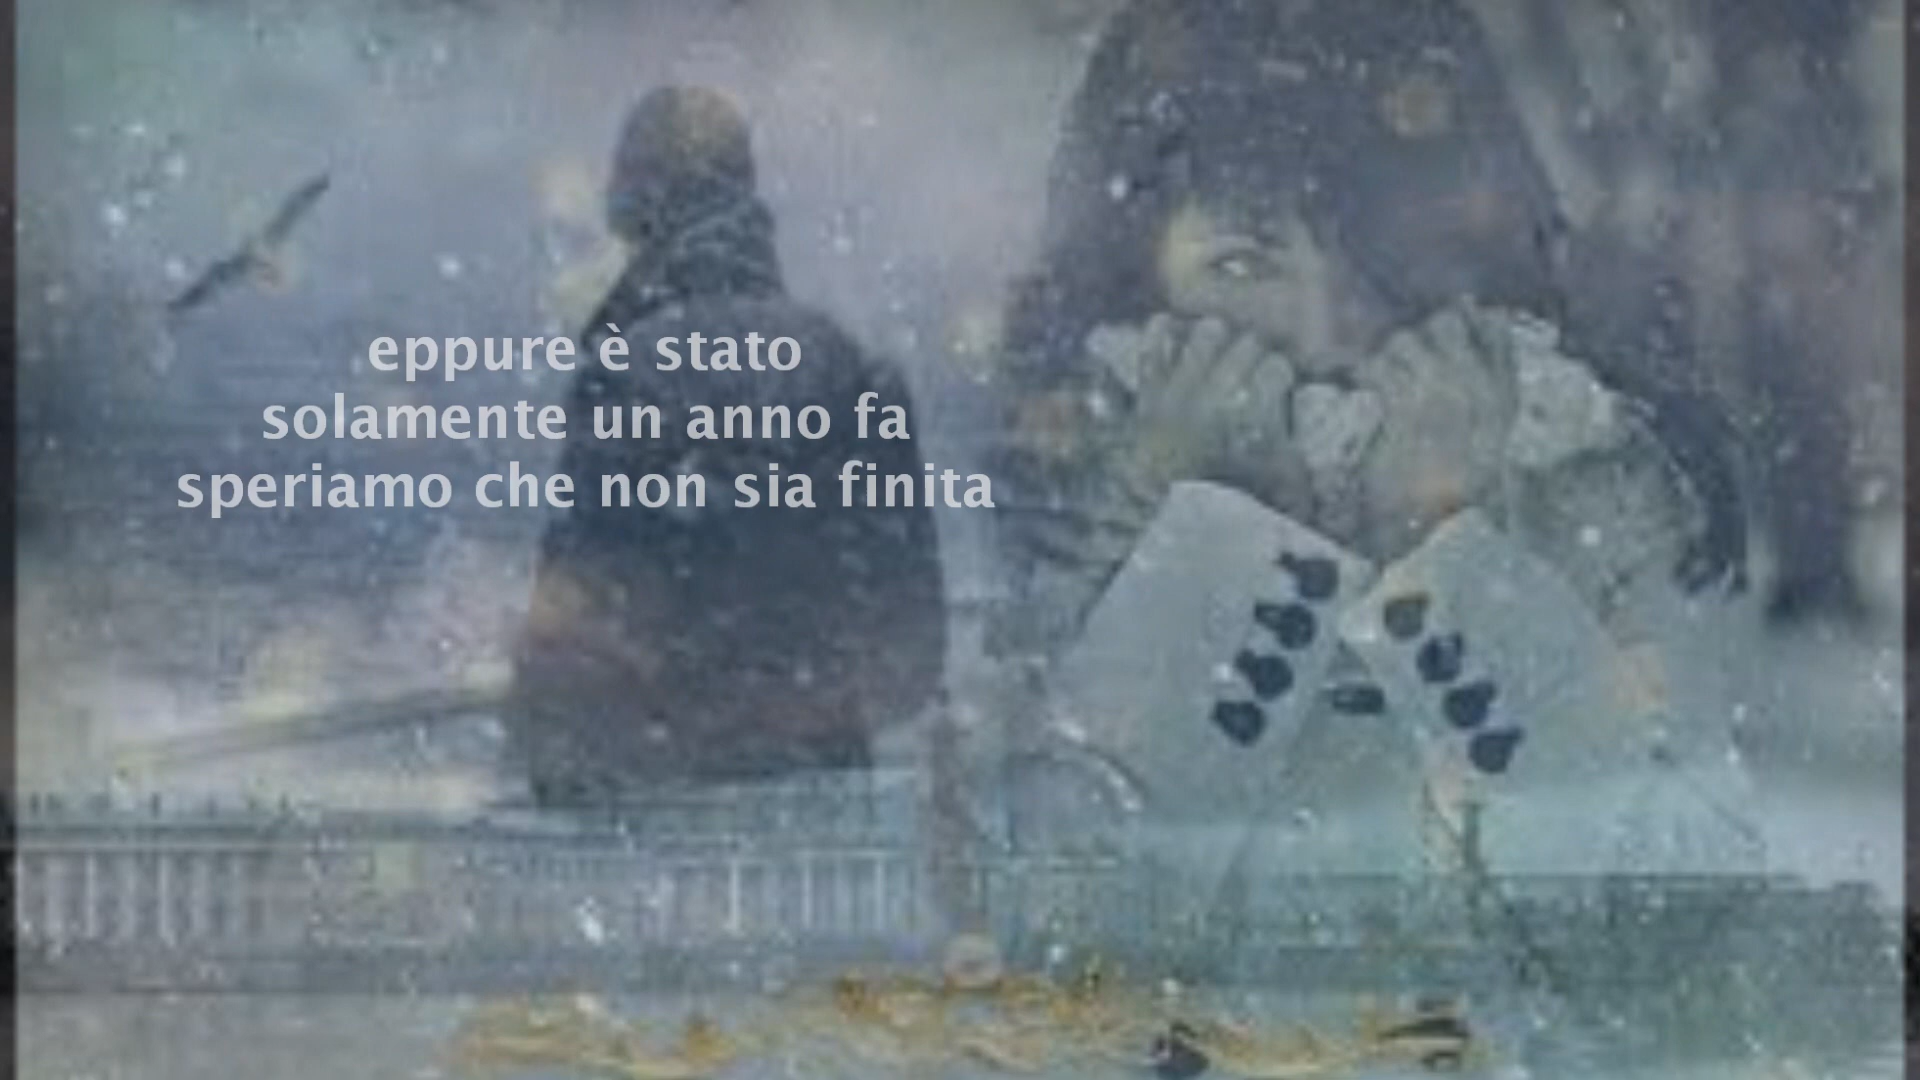 eppure è stato
solamente un anno fa
speriamo che non sia finita